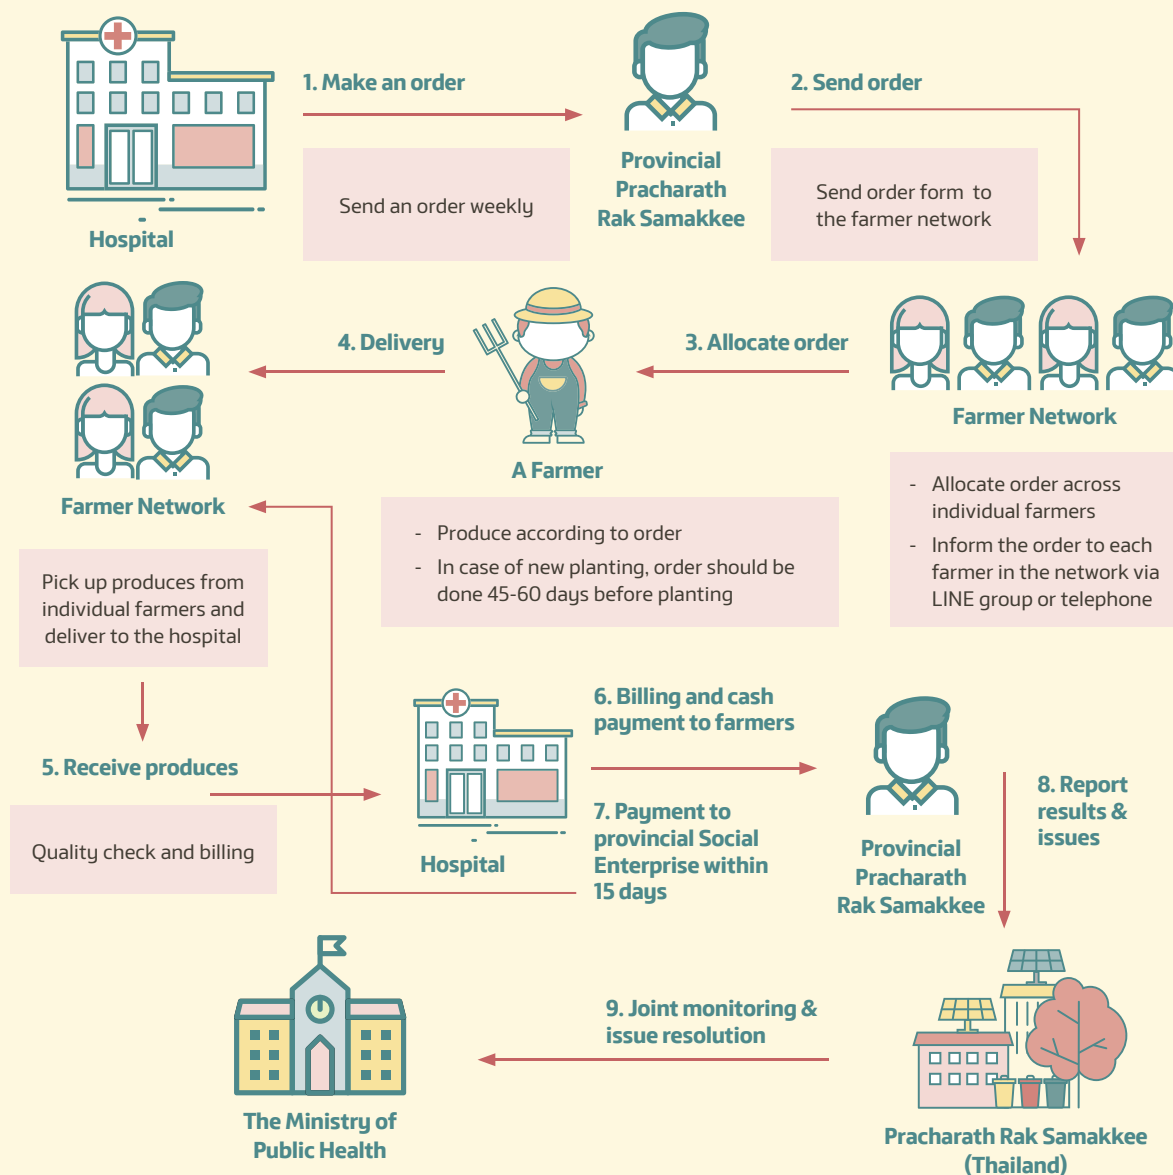 1. Make an order
2. Send order
Provincial
Pracharath
Rak Samakkee
Send an order weekly
Send order form to
the farmer network
Hospital
4. Delivery
3. Allocate order
Farmer Network
A Farmer
Farmer Network
- Allocate order across
individual farmers
- Inform the order to each
farmer in the network via
LINE group or telephone
- Produce according to order
- In case of new planting, order should be
done 45-60 days before planting
Pick up produces from
individual farmers and
deliver to the hospital
6. Billing and cash
payment to farmers
5. Receive produces
Quality check and billing
Hospital
7. Payment to
provincial Social
Enterprise within
15 days
Provincial
Pracharath
Rak Samakkee
8. Report
results &
issues
9. Joint monitoring &
issue resolution
The Ministry of
Public Health
Pracharath Rak Samakkee
(Thailand)